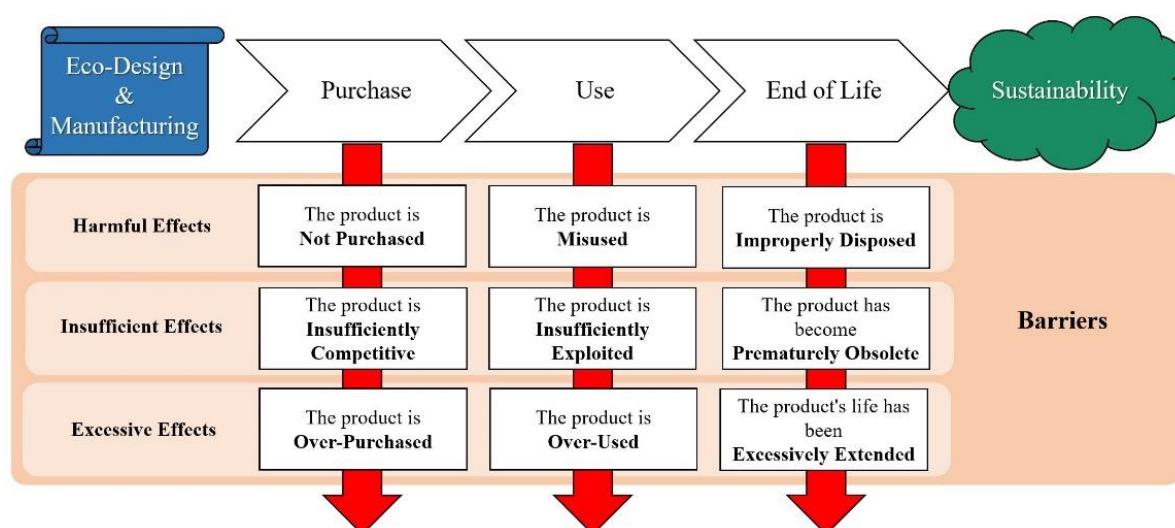 Eco-Design
&
Manufacturing
Purchase
Use
End of Life
Sustainability
Harmful Effects
The product is
Not Purchased
The product is
Misused
The product is
Improperly Disposed
Insufficient Effects
The product is
Insufficiently
Competitive
The product is
Insufficiently
Exploited
The product has
become
Prematurely Obsolete
Barriers
Excessive Effects
The product is
Over-Purchased
The product is
Over-Used
The product's life has
been
Excessively Extended